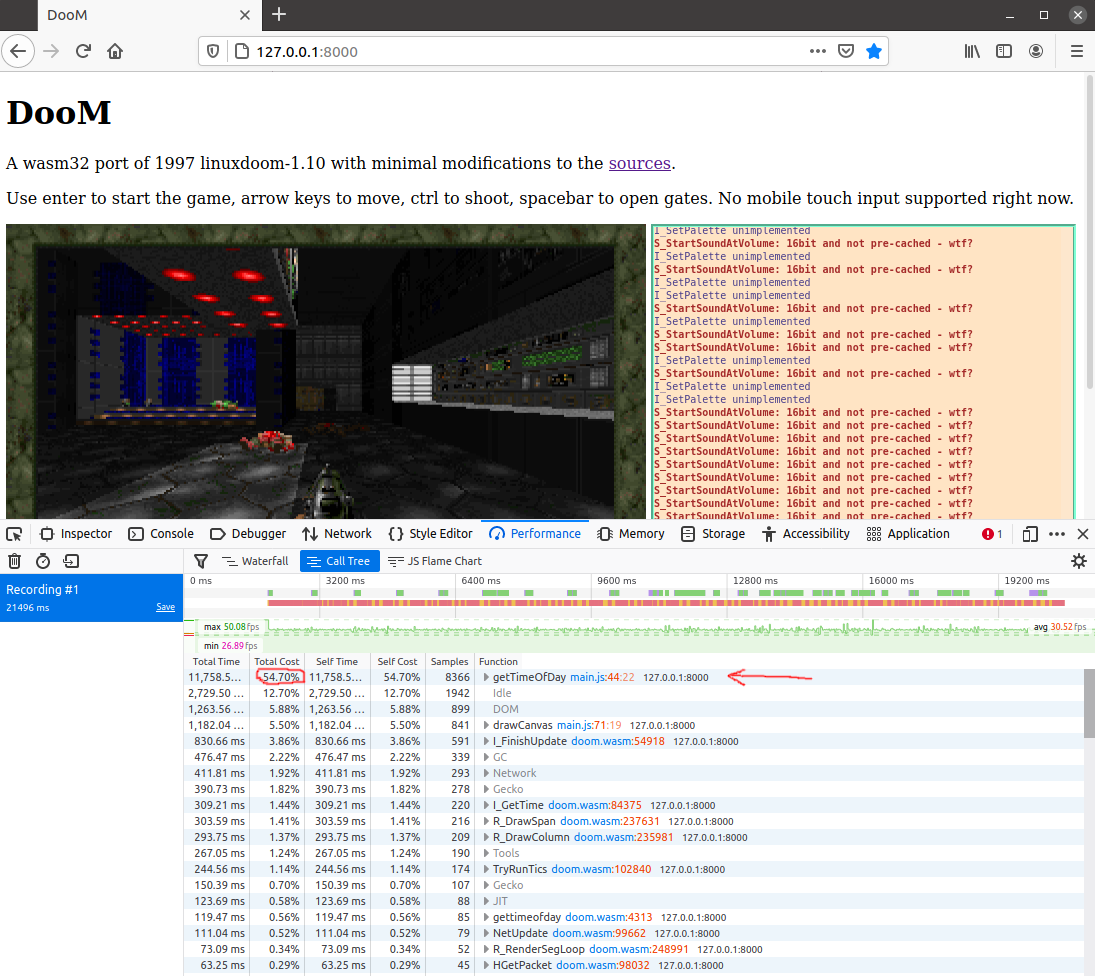 DooM
127.0.0.1:8000
DooM
A wasm32 port of 1997 linuxdoom-1.10 with minimal modifications to the sources.
Use enter to start the game, arrow keys to move, ctrl to shoot, spacebar to open gates. No mobile touch input supported right now.
I_SetPalette unimplemented
S_StartSoundAtVolume: 16bit and not pre-cached - wtf?
I_SetPalette unimplemented
S_StartSoundAtVolume: 16bit and not pre-cached - wtf?
I_SetPalette unimplemented
I_SetPalette unimplemented
S_StartSoundAtVolume: 16bit and not pre-cached - wtf?
I_SetPalette unimplemented
S_StartSoundAtVolume: 16bit and not pre-cached - wtf?
S_StartSoundAtVolume: 16bit and not pre-cached - wtf?
I_SetPalette unimplemented
S_StartSoundAtVolume: 16bit and not pre-cached - wtf?
I_SetPalette unimplemented
I_SetPalette unimplemented
S_StartSoundAtVolume: 16bit and not pre-cached - wtf?
S_StartSoundAtVolume: 16bit and not pre-cached - wtf?
S_StartSoundAtVolume: 16bit and not pre-cached - wtf?
S_StartSoundAtVolume: 16bit and not pre-cached - wtf?
S_StartSoundAtVolume: 16bit and not pre-cached - wtf?
S_StartSoundAtVolume: 16bit and not pre-cached - wtf?
S_StartSoundAtVolume: 16bit and not pre-cached - wtf?
S_StartSoundAtVolume: 16bit and not pre-cached - wtf?
S_StartSoundAtVolume: 16bit and not pre-cached - wtf?
Inspector Console Debugger Network Style Editor Performance Memory Storage Accessibility Application 1
Waterfall Call Tree JS Flame Chart
Recording #1
21496 ms Save
0 ms 3200 ms 6400 ms 9600 ms 12800 ms 16000 ms 19200 ms
max 50.08 fps avg 30.52 fps
min 26.89 fps
Total Time Total Cost Self Time Self Cost Samples Function
11,758.5… 54.70% 11,758.5… 54.70% 8366 getTimeOfDay main.js:44:22 127.0.0.1:8000
2,729.50 … 12.70% 2,729.50 … 12.70% 1942 Idle
1,263.56 … 5.88% 1,263.56 … 5.88% 899 DOM
1,182.04 … 5.50% 1,182.04 … 5.50% 841 drawCanvas main.js:71:19 127.0.0.1:8000
830.66 ms 3.86% 830.66 ms 3.86% 591 I_FinishUpdate doom.wasm:54918 127.0.0.1:8000
476.47 ms 2.22% 476.47 ms 2.22% 339 GC
411.81 ms 1.92% 411.81 ms 1.92% 293 Network
390.73 ms 1.82% 390.73 ms 1.82% 278 Gecko
309.21 ms 1.44% 309.21 ms 1.44% 220 I_GetTime doom.wasm:84375 127.0.0.1:8000
303.59 ms 1.41% 303.59 ms 1.41% 216 R_DrawSpan doom.wasm:237631 127.0.0.1:8000
293.75 ms 1.37% 293.75 ms 1.37% 209 R_DrawColumn doom.wasm:235981 127.0.0.1:8000
267.05 ms 1.24% 267.05 ms 1.24% 190 Tools
244.56 ms 1.14% 244.56 ms 1.14% 174 TryRunTics doom.wasm:102840 127.0.0.1:8000
150.39 ms 0.70% 150.39 ms 0.70% 107 Gecko
123.69 ms 0.58% 123.69 ms 0.58% 88 JIT
119.47 ms 0.56% 119.47 ms 0.56% 85 gettimeofday doom.wasm:4313 127.0.0.1:8000
111.04 ms 0.52% 111.04 ms 0.52% 79 NetUpdate doom.wasm:99662 127.0.0.1:8000
73.09 ms 0.34% 73.09 ms 0.34% 52 R_RenderSegLoop doom.wasm:248991 127.0.0.1:8000
63.25 ms 0.29% 63.25 ms 0.29% 45 HGetPacket doom.wasm:98032 127.0.0.1:8000